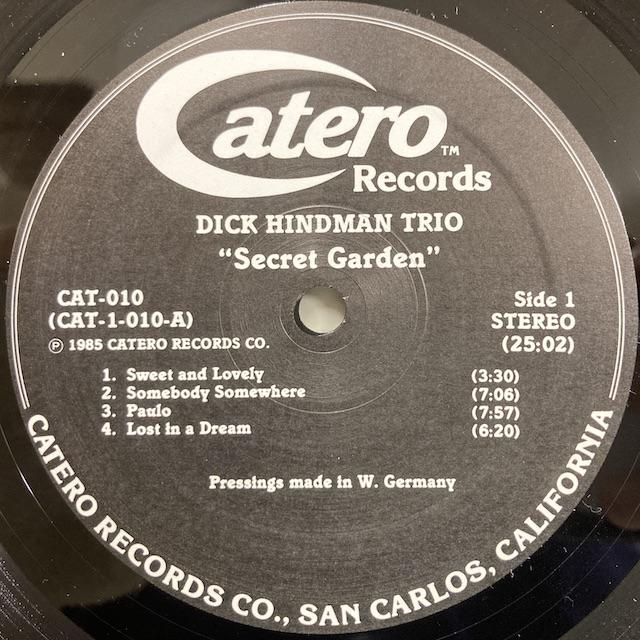 Catero™
Records
DICK HINDMAN TRIO
“Secret Garden”
CAT-010
(CAT-1-010-A)
℗ 1985 CATERO RECORDS CO.
Side 1
STEREO
(25:02)
1. Sweet and Lovely (3:30)
2. Somebody Somewhere (7:06)
3. Paulo (7:57)
4. Lost in a Dream (6:20)
Pressings made in W. Germany
CATERO RECORDS CO., SAN CARLOS, CALIFORNIA